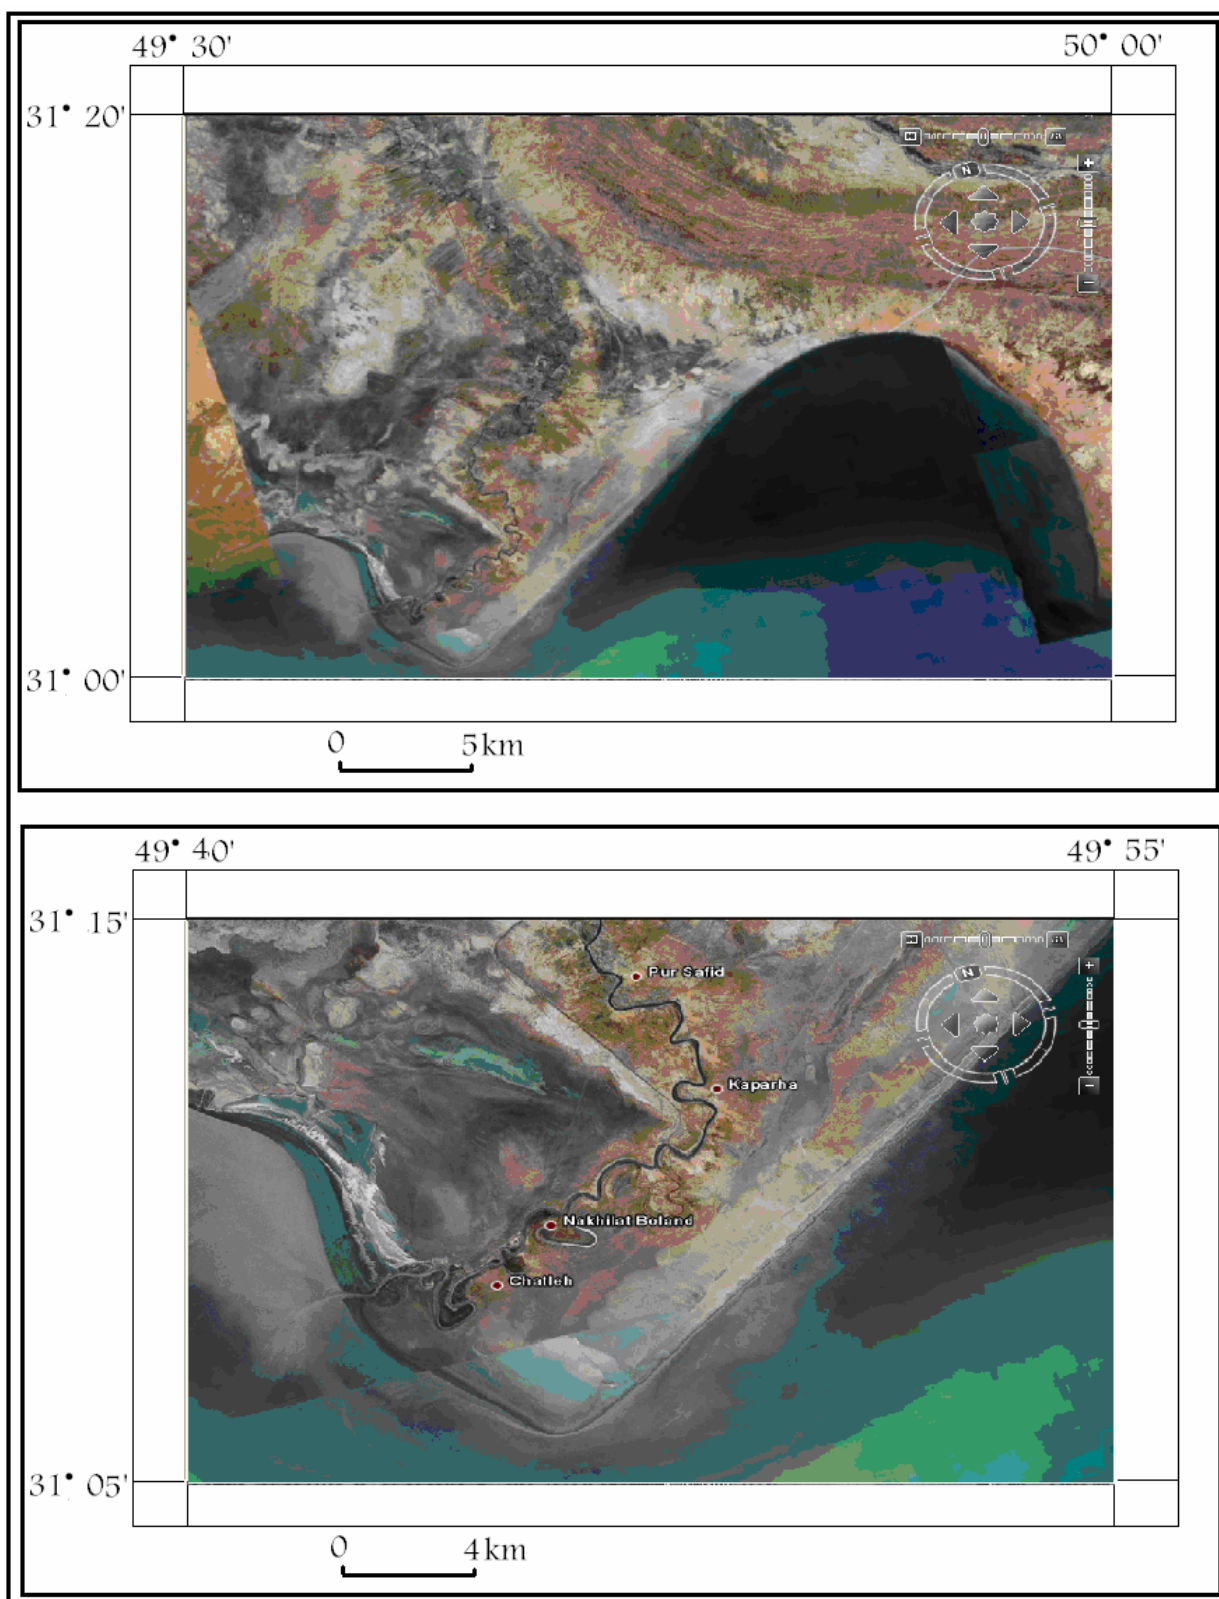 49° 30' 50° 00'
31° 20'
N
31° 00'
0 5km
49° 40' 49° 55'
31° 15'
Pur Safid
N
Kaparha
Nakhilat Boland
Chatleh
31° 05'
0 4km